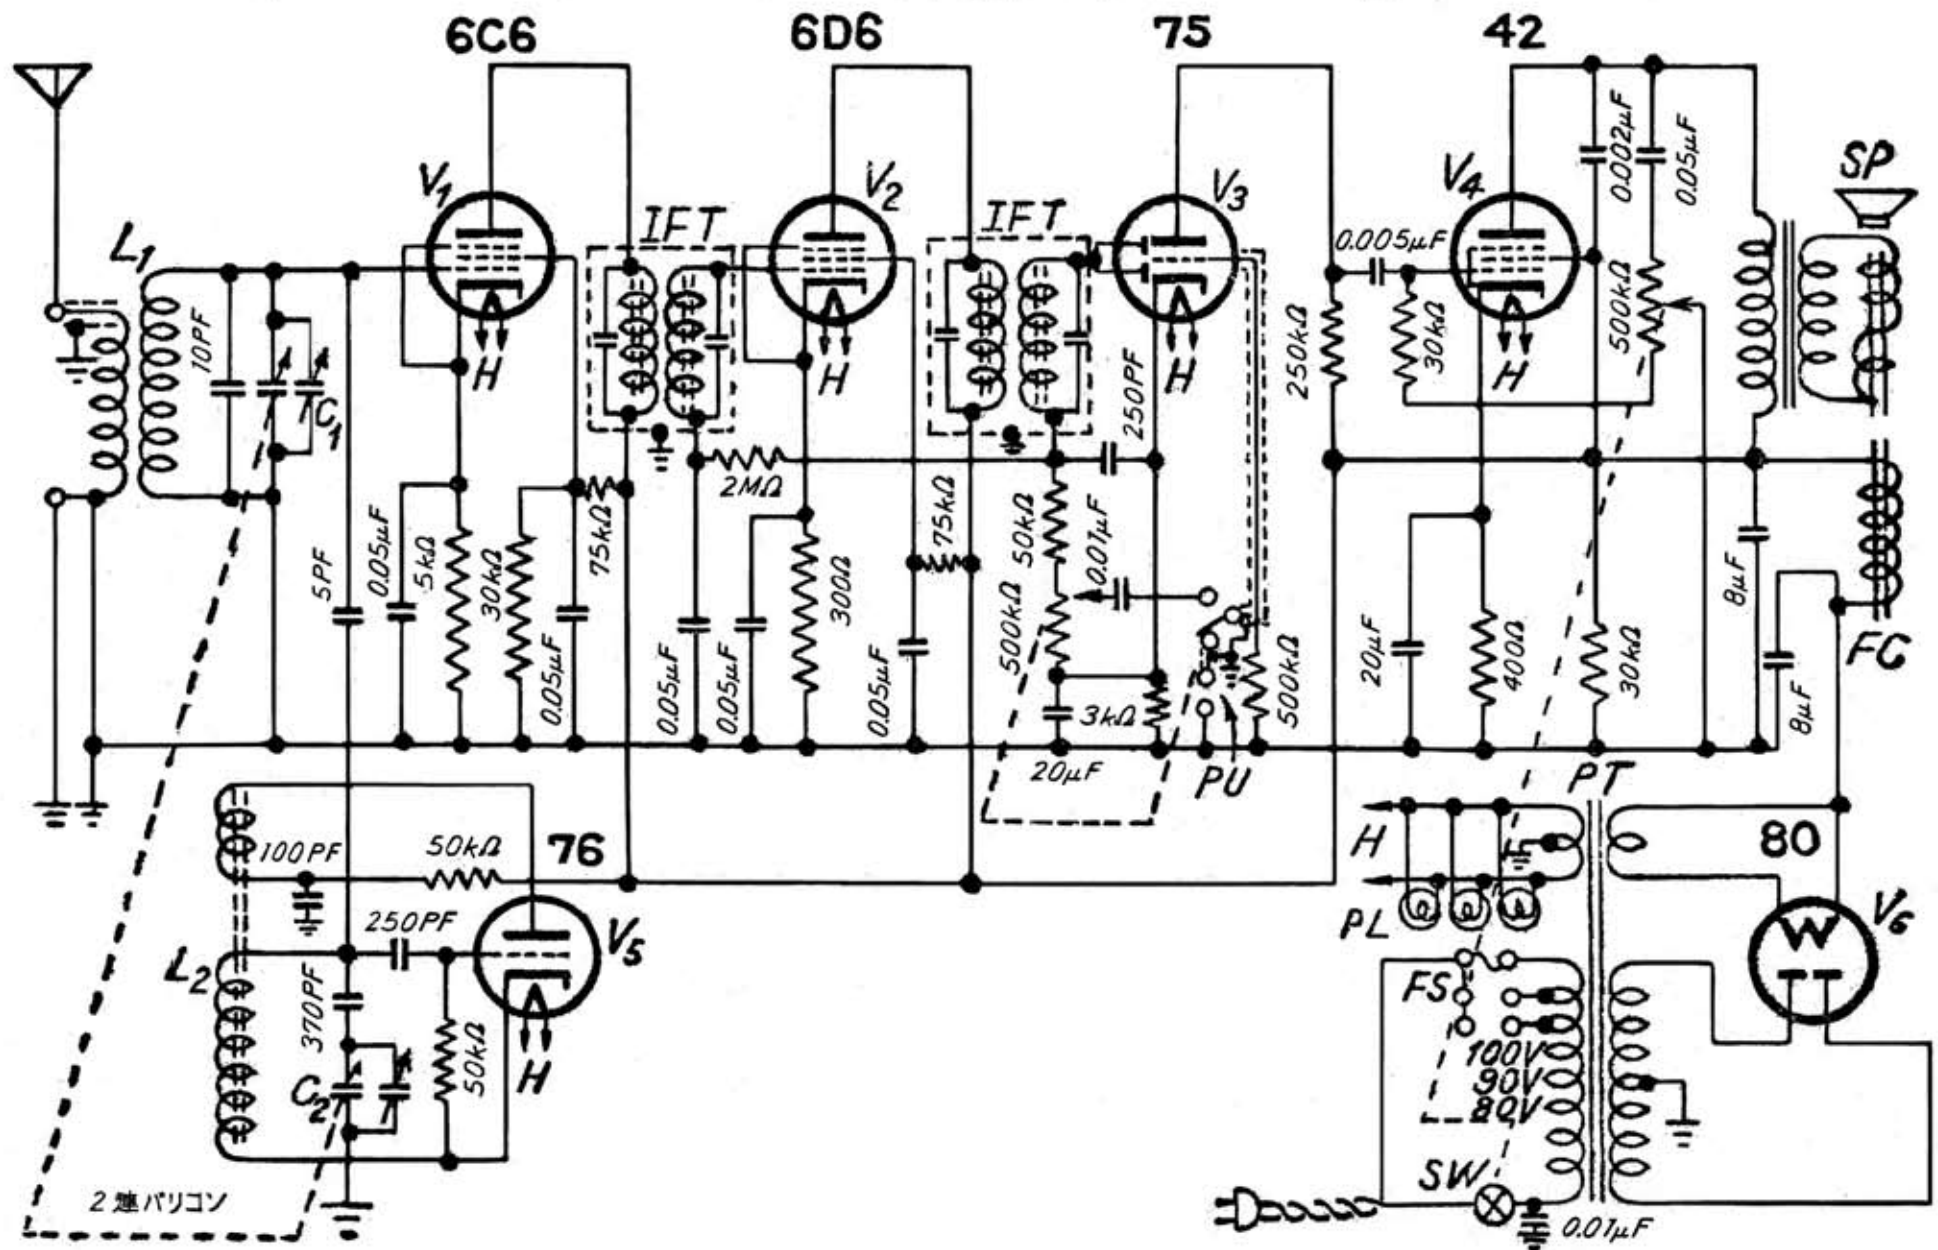 6C6
6D6
75
42
V1
V2
V3
V4
SP
L1
IFT
IFT
0.002μF
0.05μF
0.005μF
10PF
C1
H
H
H
H
250PF
250kΩ
30kΩ
500kΩ
2MΩ
75kΩ
75kΩ
50kΩ
0.01μF
5PF
0.05μF
5kΩ
30kΩ
0.05μF
0.05μF
0.05μF
300Ω
0.05μF
500kΩ
3kΩ
20μF
PU
500kΩ
20μF
400Ω
30kΩ
8μF
8μF
FC
PT
100PF
50kΩ
76
H
80
250PF
V5
PL
V6
L2
370PF
50kΩ
H
C2
FS
100V
90V
80V
2連バリコン
SW
0.01μF